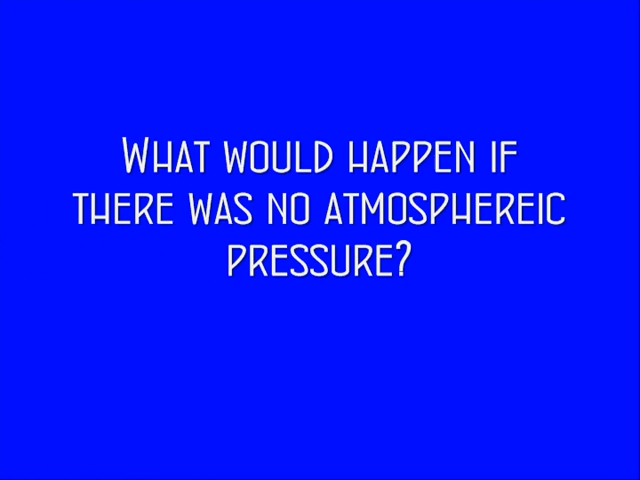 What would happen if
there was no atmosphereic
pressure?